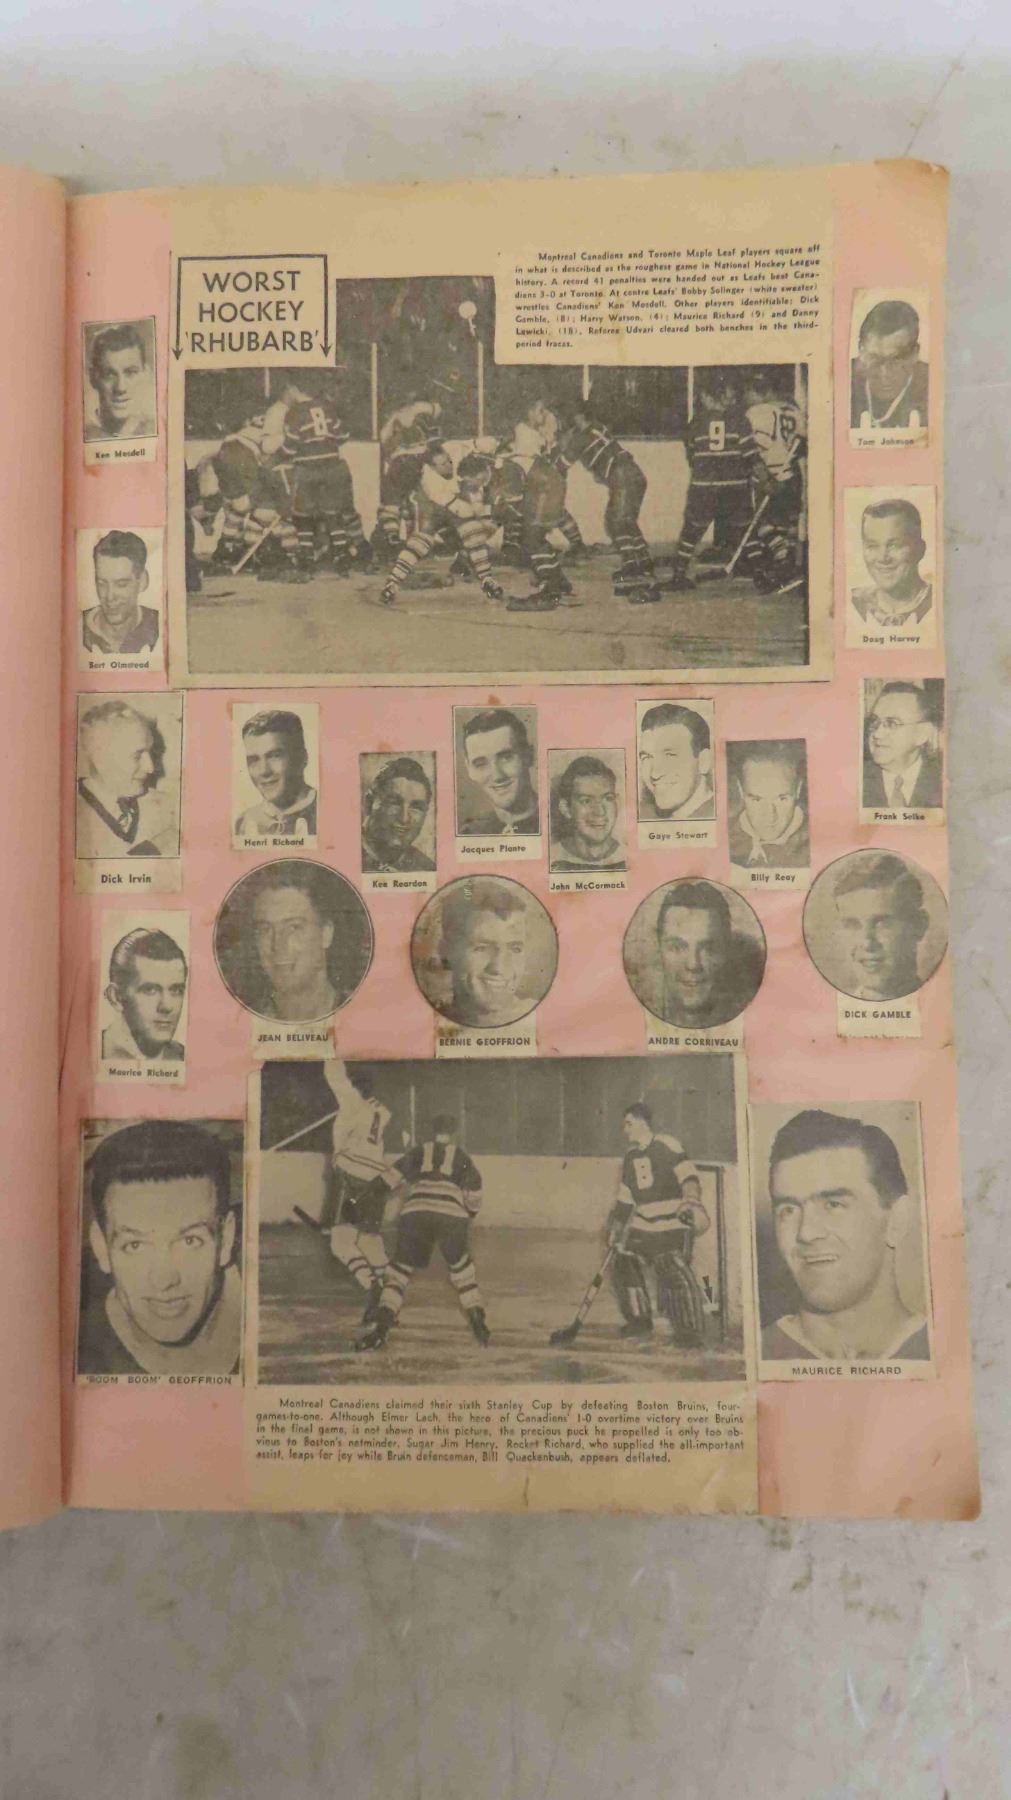 WORST
HOCKEY
'RHUBARB'
Montreal Canadiens and Toronto Maple Leaf players square off
in what is described as the roughest game in National Hockey League
history. A record 41 penalties were handed out as Leafs beat Cana-
diens 3-0 at Toronto. At centre Leafs' Bobby Solinger (white sweater)
wrestles Canadiens' Ken Mosdell. Other players identifiable: Dick
Gamble, (8); Harry Watson, (4); Maurice Richard (9) and Danny
Lewicki, (18). Referee Udvari cleared both benches in the third-
period fracas.
8
9
Ken Mosdell
Tom Johnson
Bert Olmstead
Doug Harvey
Dick Irvin
Henri Richard
Ken Reardon
Jacques Plante
John McCormack
Gaye Stewart
Billy Reay
Frank Selke
Maurice Richard
JEAN BELIVEAU
BERNIE GEOFFRION
ANDRE CORRIVEAU
DICK GAMBLE
11
'BOOM BOOM' GEOFFRION
MAURICE RICHARD
Montreal Canadiens claimed their sixth Stanley Cup by defeating Boston Bruins, four-
games-to-one. Although Elmer Lach, the hero of Canadiens' 1-0 overtime victory over Bruins
in the final game, is not shown in this picture, the precious puck he propelled is only too ob-
vious to Boston's netminder, Sugar Jim Henry. Rocket Richard, who supplied the all-important
assist, leaps for joy while Bruin defenceman, Bill Quackenbush, appears deflated.